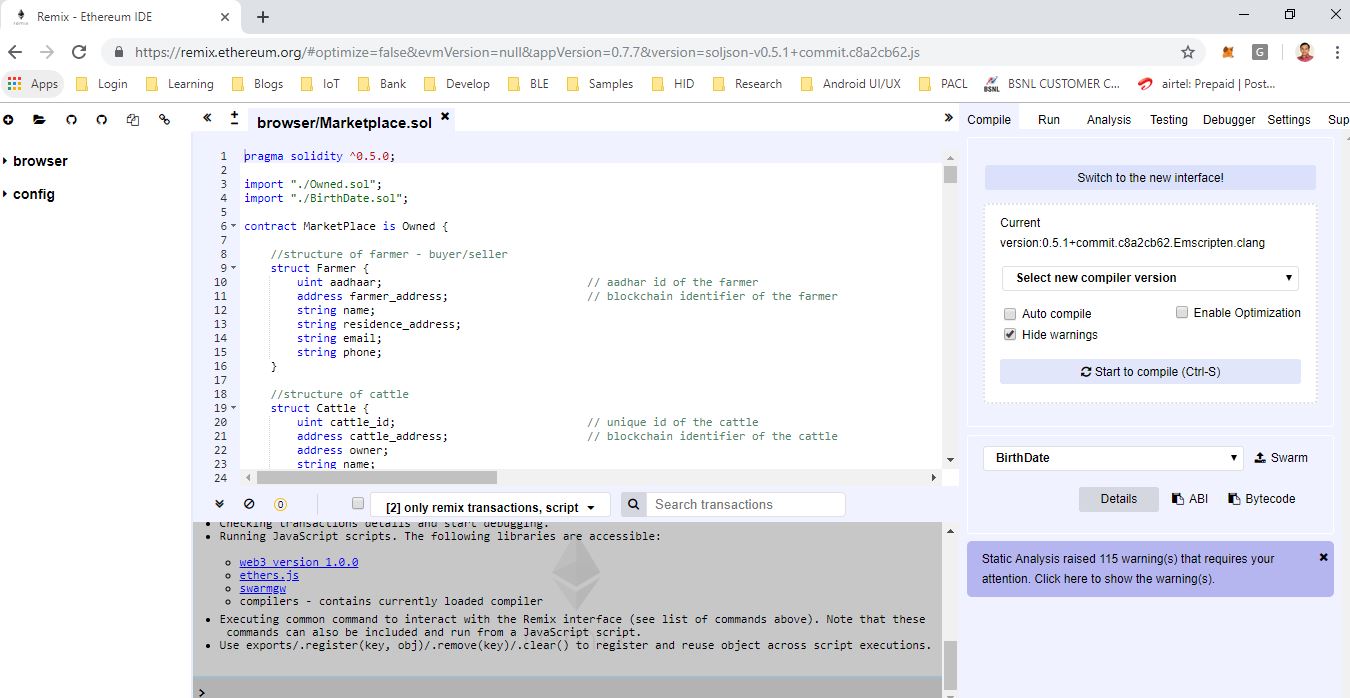 Remix - Ethereum IDE
https://remix.ethereum.org/#optimize=false&evmVersion=null&appVersion=0.7.7&version=soljson-v0.5.1+commit.c8a2cb62.js
G
Apps Login Learning Blogs IoT Bank Develop BLE Samples HID Research Android UI/UX PACL BSNL BSNL CUSTOMER C... airtel: Prepaid | Post...
browser/Marketplace.sol
Compile Run Analysis Testing Debugger Settings Sup
browser
config
1 pragma solidity ^0.5.0;
2
3 import "./Owned.sol";
4 import "./BirthDate.sol";
5
6 contract MarketPlace is Owned {
7
8 //structure of farmer - buyer/seller
9 struct Farmer {
10 uint aadhaar; // aadhar id of the farmer
11 address farmer_address; // blockchain identifier of the farmer
12 string name;
13 string residence_address;
14 string email;
15 string phone;
16 }
17
18 //structure of cattle
19 struct Cattle {
20 uint cattle_id; // unique id of the cattle
21 address cattle_address; // blockchain identifier of the cattle
22 address owner;
23 string name;
24
0
[2] only remix transactions, script
Search transactions
Checking transactions details and start debugging.
Running JavaScript scripts. The following libraries are accessible:
web3 version 1.0.0
ethers.js
swarmgw
compilers - contains currently loaded compiler
Executing common command to interact with the Remix interface (see list of commands above). Note that these
commands can also be included and run from a JavaScript script.
Use exports/.register(key, obj)/.remove(key)/.clear() to register and reuse object across script executions.
>
Switch to the new interface!
Current
version:0.5.1+commit.c8a2cb62.Emscripten.clang
Select new compiler version
Auto compile Enable Optimization
Hide warnings
Start to compile (Ctrl-S)
BirthDate Swarm
Details ABI Bytecode
Static Analysis raised 115 warning(s) that requires your
attention. Click here to show the warning(s).